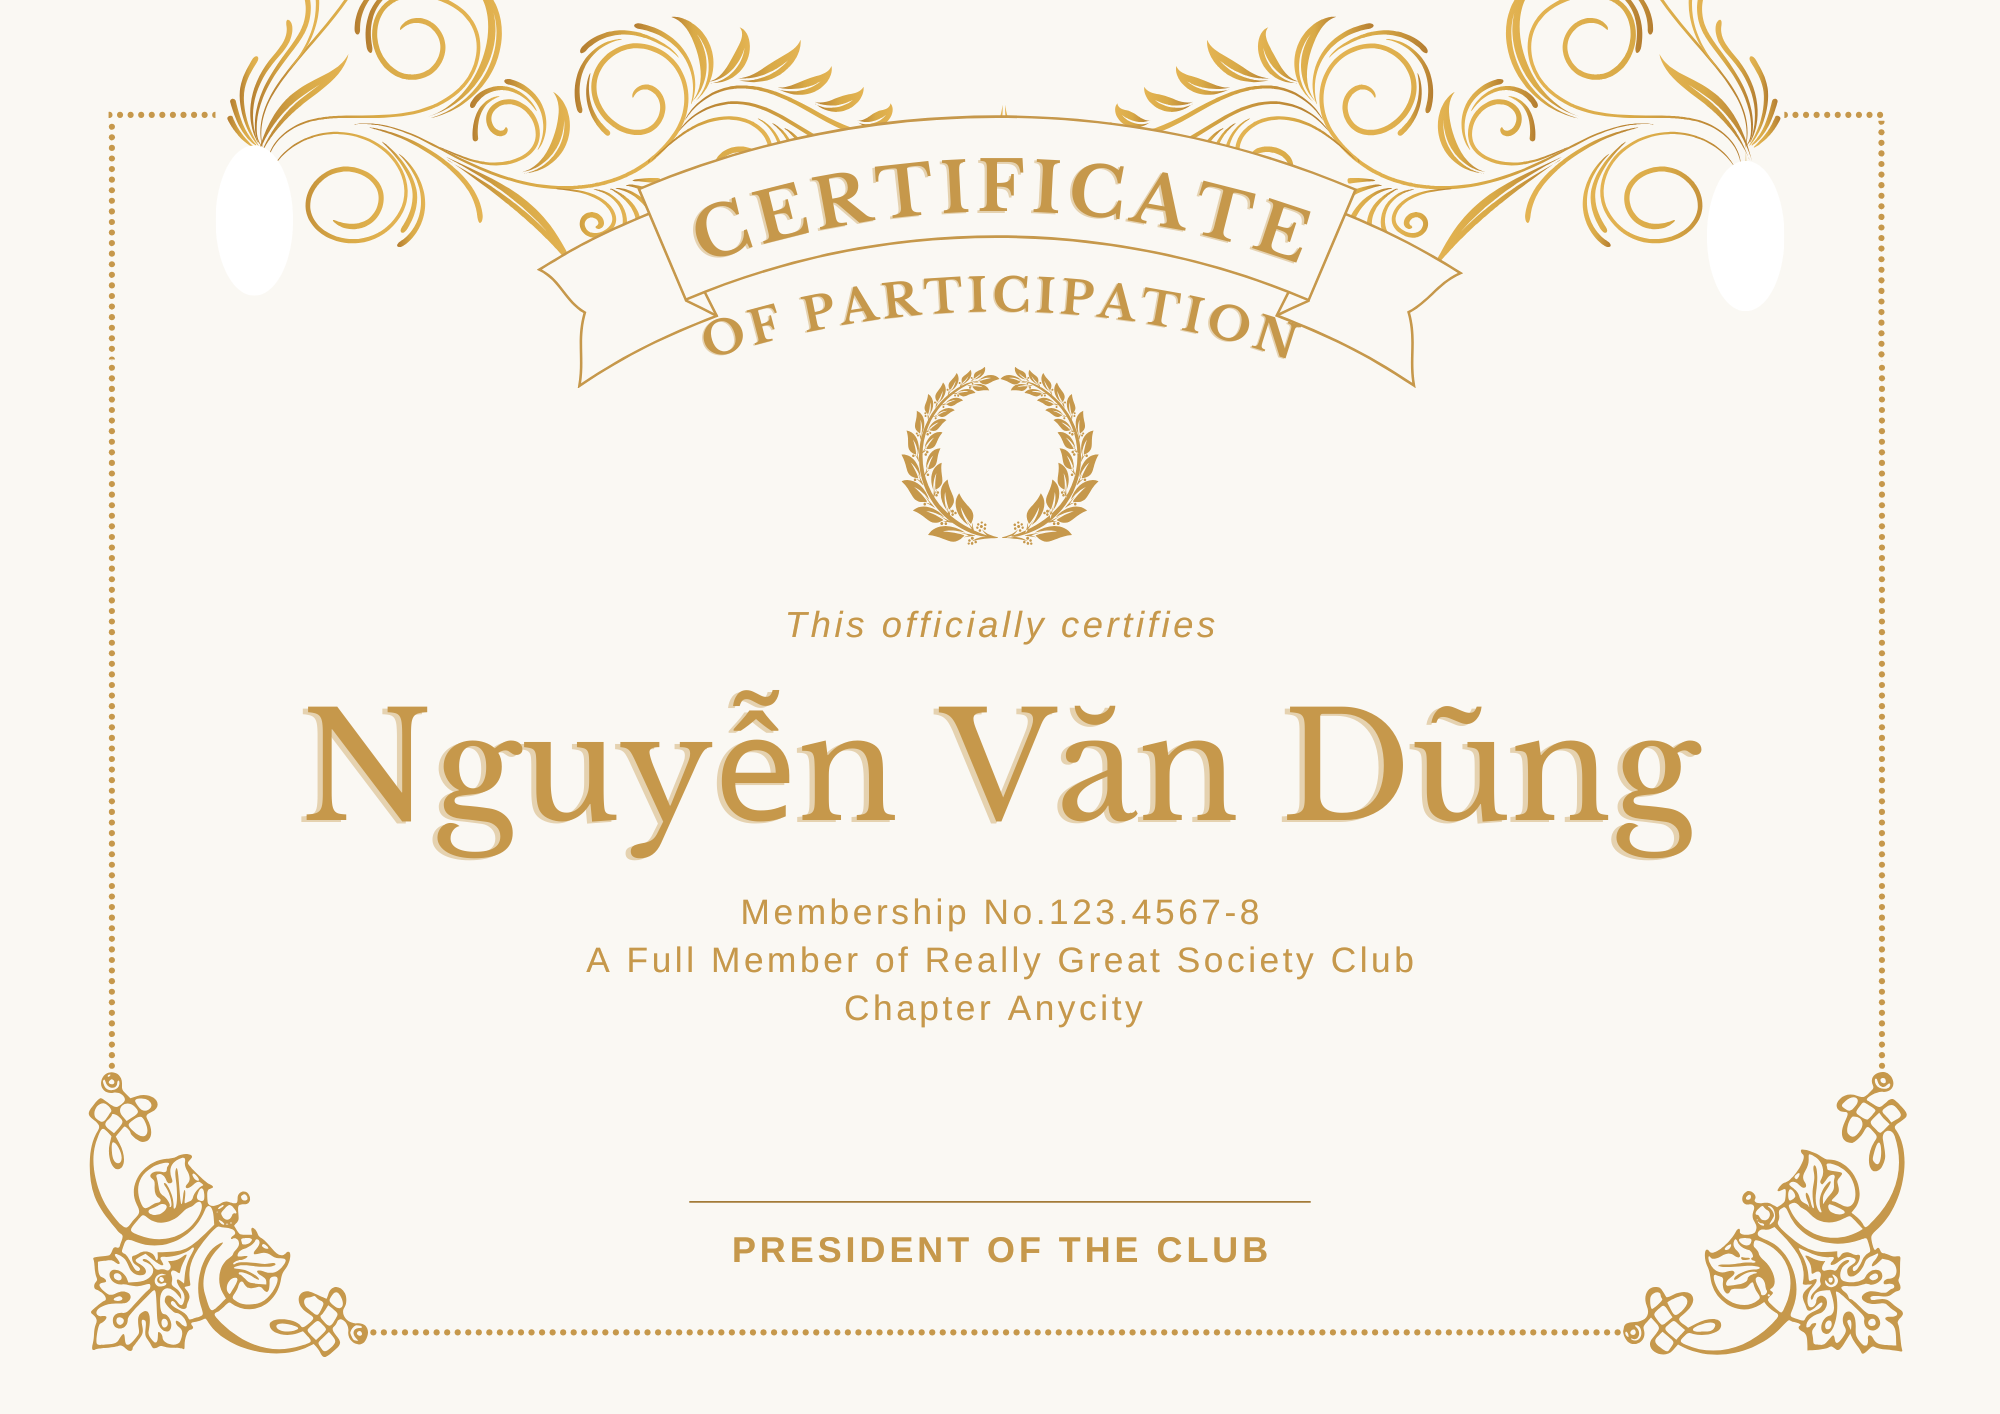 CERTIFICATE
OF PARTICIPATION
This officially certifies
Nguyễn Văn Dũng
Membership No.123.4567-8
A Full Member of Really Great Society Club
Chapter Anycity
PRESIDENT OF THE CLUB